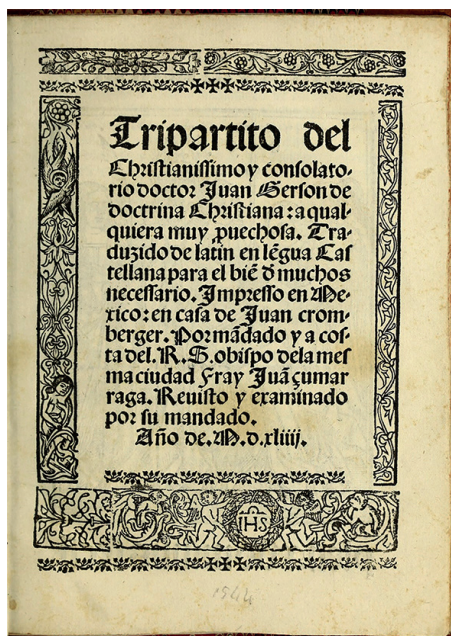 Tripartito del
Christianissimo y consolato-
rio doctor Juan Gerson de
doctrina Christiana: a qual-
quiera muy ꝓuechosa. Tra-
duzido de latin en lẽgua Cas
tellana para el biẽ d̃ muchos
necessario. Impresso en Me-
xico: en casa de Juan crom-
berger. Por mãdado y a cos-
ta del. R. S. obispo dela mes
ma ciudad Fray Juã çumar
raga. Reuisto y examinado
por su mandado.
Año de. M. d. xliiij.
IHS
1544